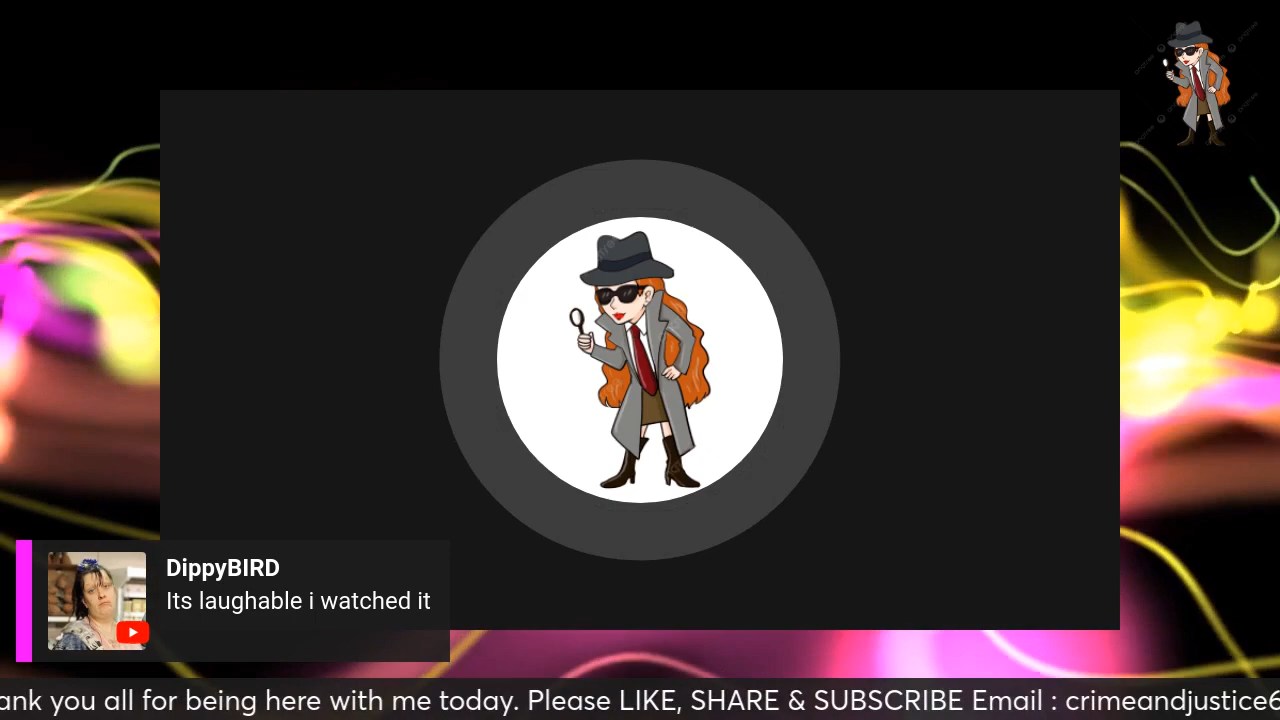 DippyBIRD
Its laughable i watched it
ank you all for being here with me today. Please LIKE, SHARE & SUBSCRIBE Email : crimeandjustice6